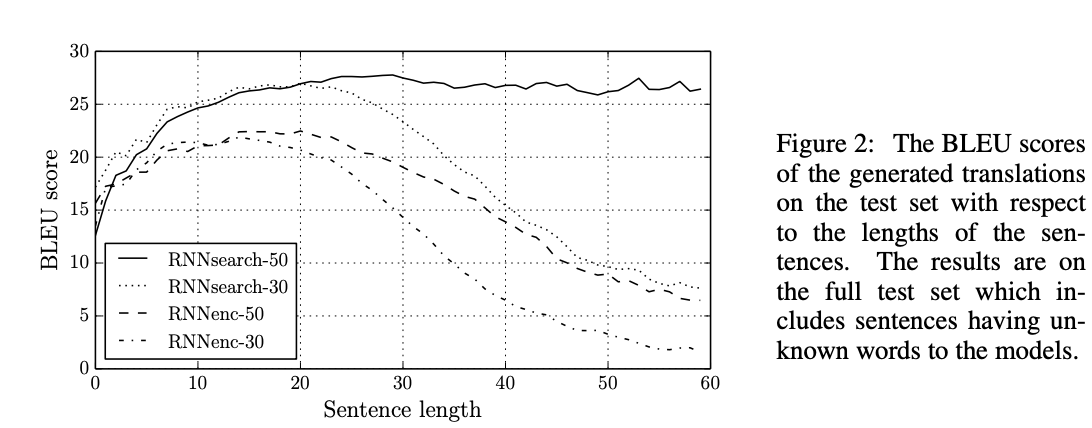 30
25
20
15
10
5
0
BLEU score
RNNsearch-50
RNNsearch-30
RNNenc-50
RNNenc-30
0 10 20 30 40 50 60
Sentence length
Figure 2: The BLEU scores
of the generated translations
on the test set with respect
to the lengths of the sen-
tences. The results are on
the full test set which in-
cludes sentences having un-
known words to the models.